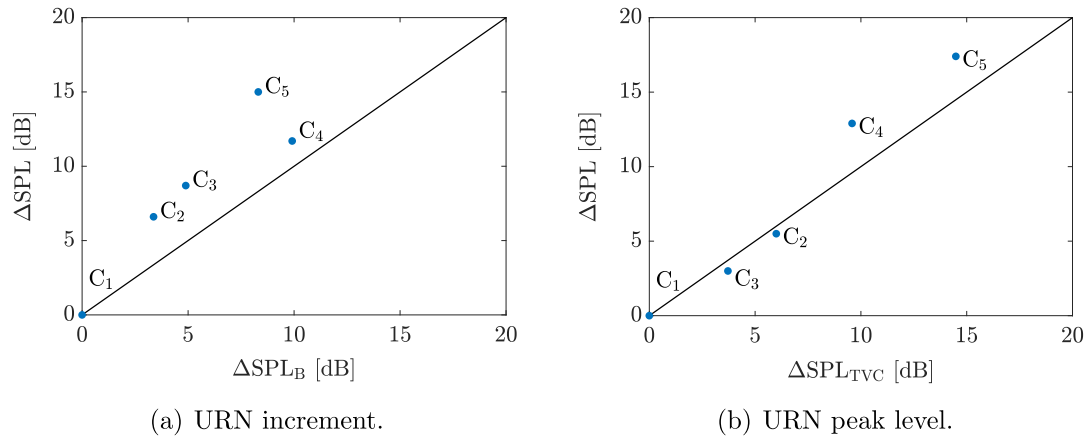 20
15
10
5
0
ΔSPL [dB]
C₁
C₂
C₃
C₄
C₅
0 5 10 15 20
ΔSPL_B [dB]
(a) URN increment.
20
15
10
5
0
ΔSPL [dB]
C₁
C₃
C₂
C₄
C₅
0 5 10 15 20
ΔSPL_TVC [dB]
(b) URN peak level.